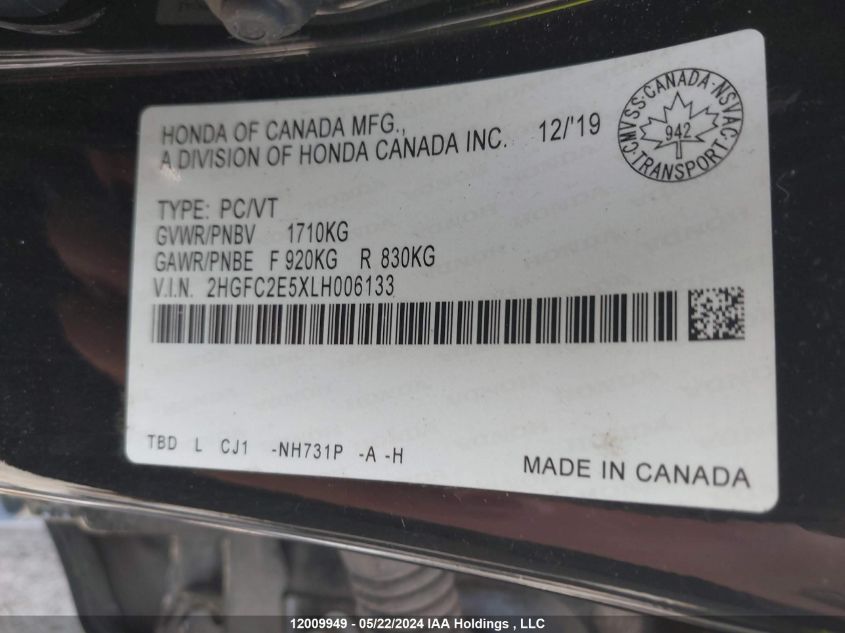 HONDA OF CANADA MFG.,
A DIVISION OF HONDA CANADA INC. 12/'19
CMVSS·CANADA·NSVAC·TRANSPORT·
942
TYPE: PC/VT
GVWR/PNBV 1710KG
GAWR/PNBE F 920KG R 830KG
V.I.N. 2HGFC2E5XLH006133
TBD L CJ1 -NH731P -A -H
MADE IN CANADA
12009949 - 05/22/2024 IAA Holdings , LLC